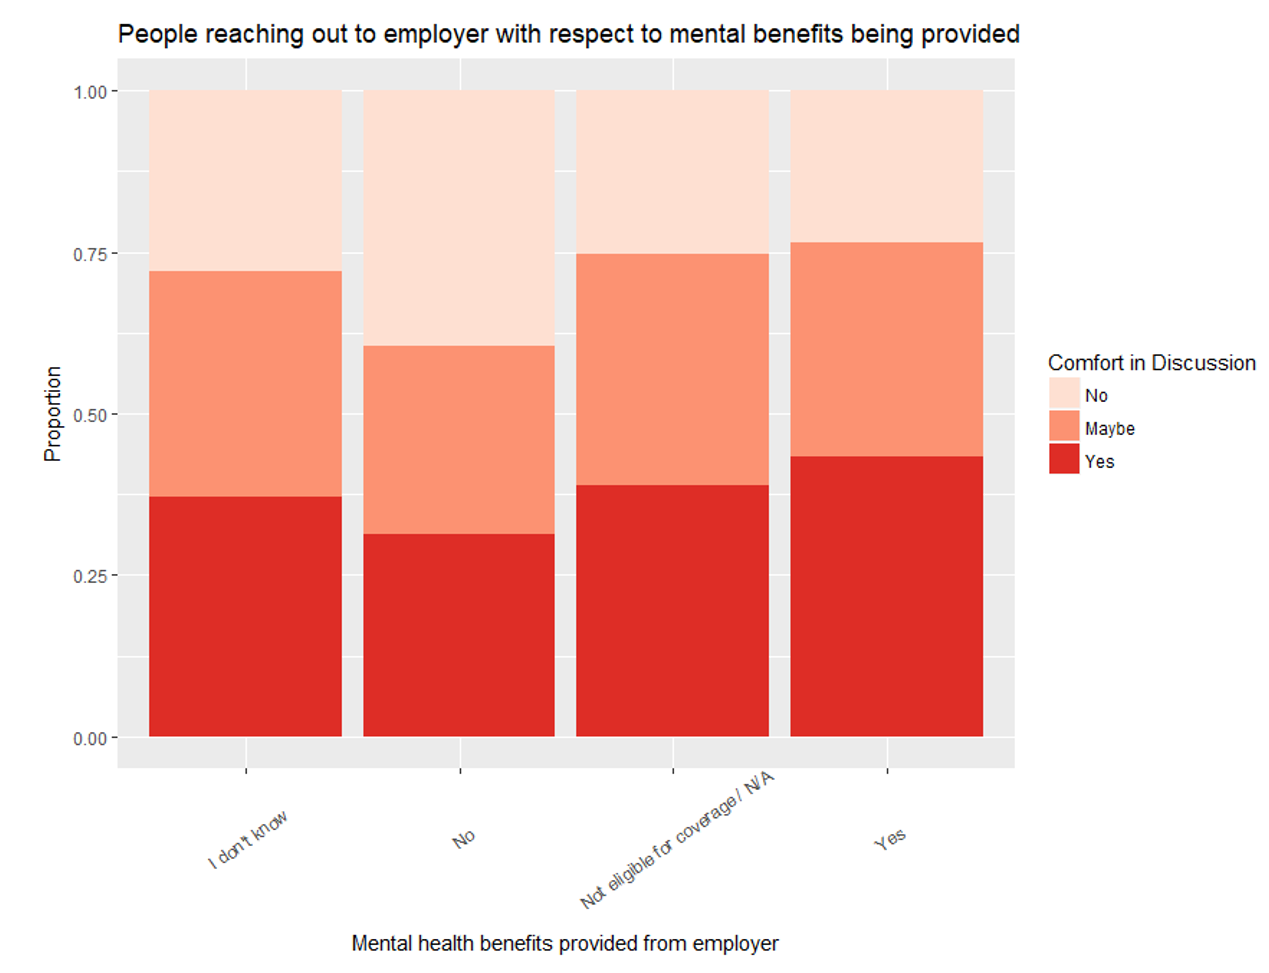 People reaching out to employer with respect to mental benefits being provided
1.00
0.75
0.50
0.25
0.00
Proportion
I don't know
No
Not eligible for coverage / N/A
Yes
Mental health benefits provided from employer
Comfort in Discussion
No
Maybe
Yes